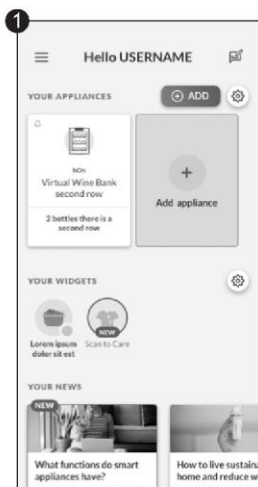 1
Hello USERNAME
YOUR APPLIANCES
ADD
NON
Virtual Wine Bank
second row
2 bottles there is a
second row
Add appliance
YOUR WIDGETS
NEW
Lorem ipsum
dolor sit est
Scan to Care
YOUR NEWS
NEW
What functions do smart
appliances have?
How to live sustaina
home and reduce w